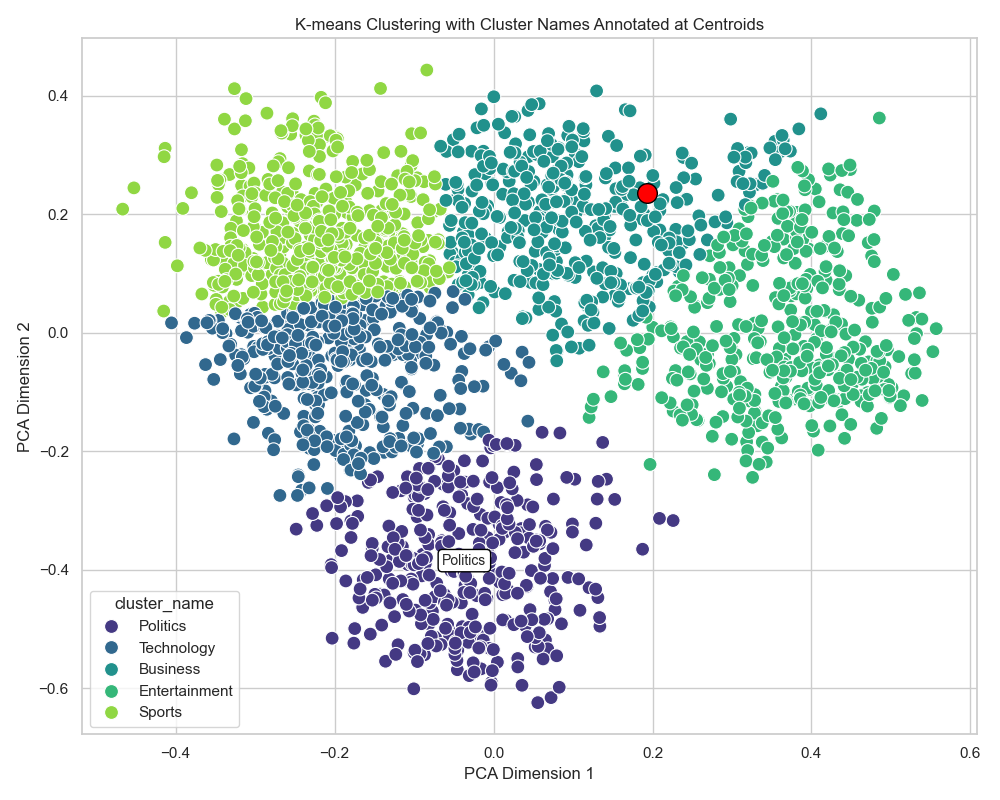 K-means Clustering with Cluster Names Annotated at Centroids
0.4
0.2
0.0
−0.2
−0.4
−0.6
PCA Dimension 2
Politics
cluster_name
Politics
Technology
Business
Entertainment
Sports
−0.4
−0.2
0.0
0.2
0.4
0.6
PCA Dimension 1